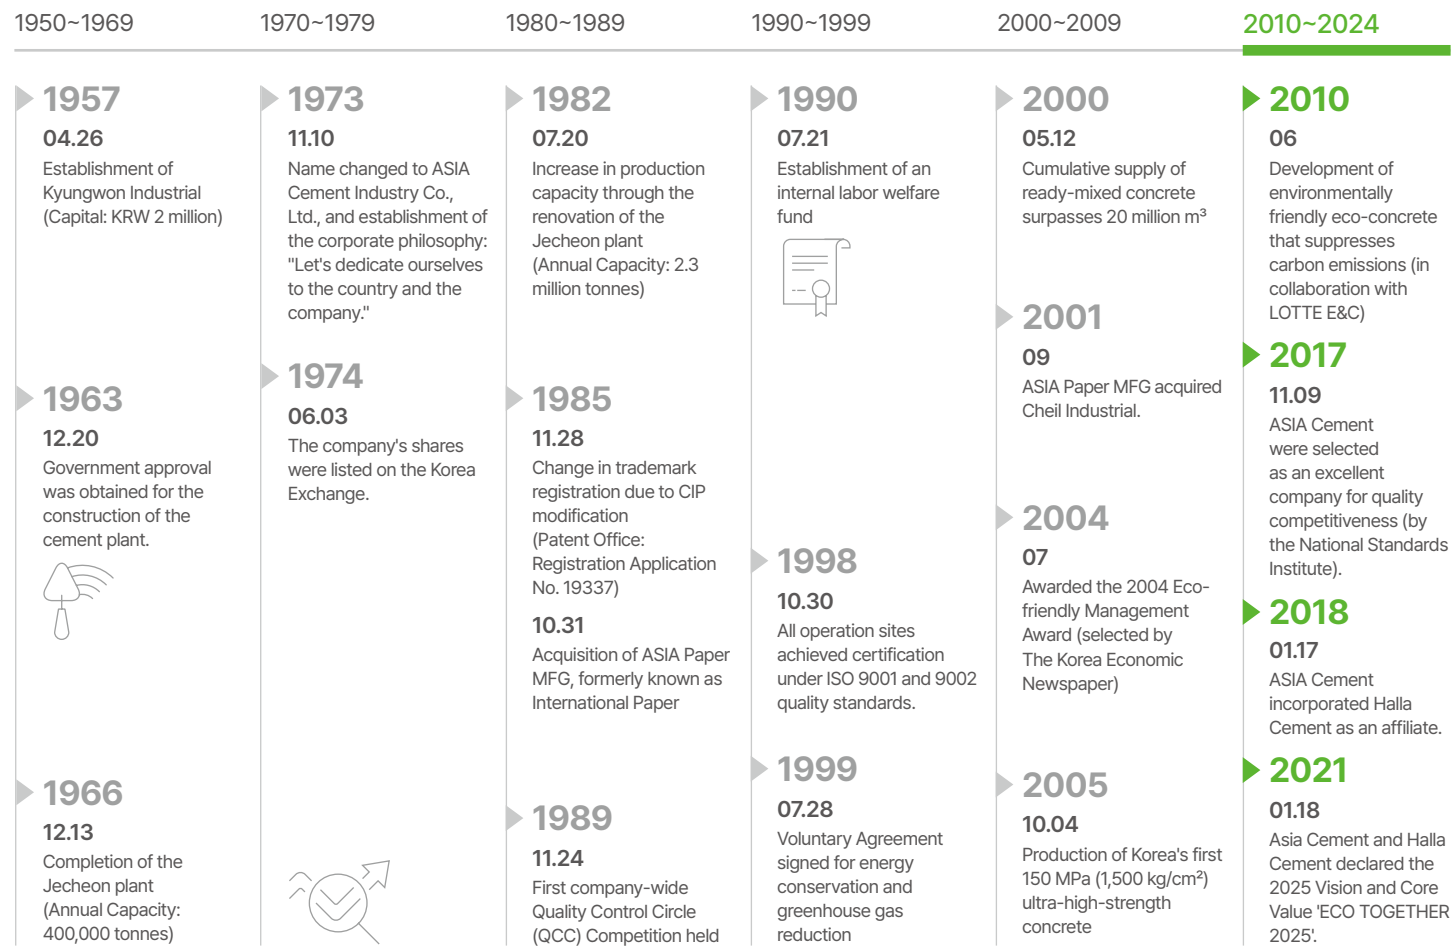 1950~1969
1970~1979
1980~1989
1990~1999
2000~2009
2010~2024
1957
04.26
Establishment of
Kyungwon Industrial
(Capital: KRW 2 million)
1963
12.20
Government approval
was obtained for the
construction of the
cement plant.
1966
12.13
Completion of the
Jecheon plant
(Annual Capacity:
400,000 tonnes)
1973
11.10
Name changed to ASIA
Cement Industry Co.,
Ltd., and establishment of
the corporate philosophy:
"Let's dedicate ourselves
to the country and the
company."
1974
06.03
The company's shares
were listed on the Korea
Exchange.
1982
07.20
Increase in production
capacity through the
renovation of the
Jecheon plant
(Annual Capacity: 2.3
million tonnes)
1985
11.28
Change in trademark
registration due to CIP
modification
(Patent Office:
Registration Application
No. 19337)
10.31
Acquisition of ASIA Paper
MFG, formerly known as
International Paper
1989
11.24
First company-wide
Quality Control Circle
(QCC) Competition held
1990
07.21
Establishment of an
internal labor welfare
fund
1998
10.30
All operation sites
achieved certification
under ISO 9001 and 9002
quality standards.
1999
07.28
Voluntary Agreement
signed for energy
conservation and
greenhouse gas
reduction
2000
05.12
Cumulative supply of
ready-mixed concrete
surpasses 20 million m³
2001
09
ASIA Paper MFG acquired
Cheil Industrial.
2004
07
Awarded the 2004 Eco-
friendly Management
Award (selected by
The Korea Economic
Newspaper)
2005
10.04
Production of Korea's first
150 MPa (1,500 kg/cm²)
ultra-high-strength
concrete
2010
06
Development of
environmentally
friendly eco-concrete
that suppresses
carbon emissions (in
collaboration with
LOTTE E&C)
2017
11.09
ASIA Cement
were selected
as an excellent
company for quality
competitiveness (by
the National Standards
Institute).
2018
01.17
ASIA Cement
incorporated Halla
Cement as an affiliate.
2021
01.18
Asia Cement and Halla
Cement declared the
2025 Vision and Core
Value 'ECO TOGETHER
2025'.